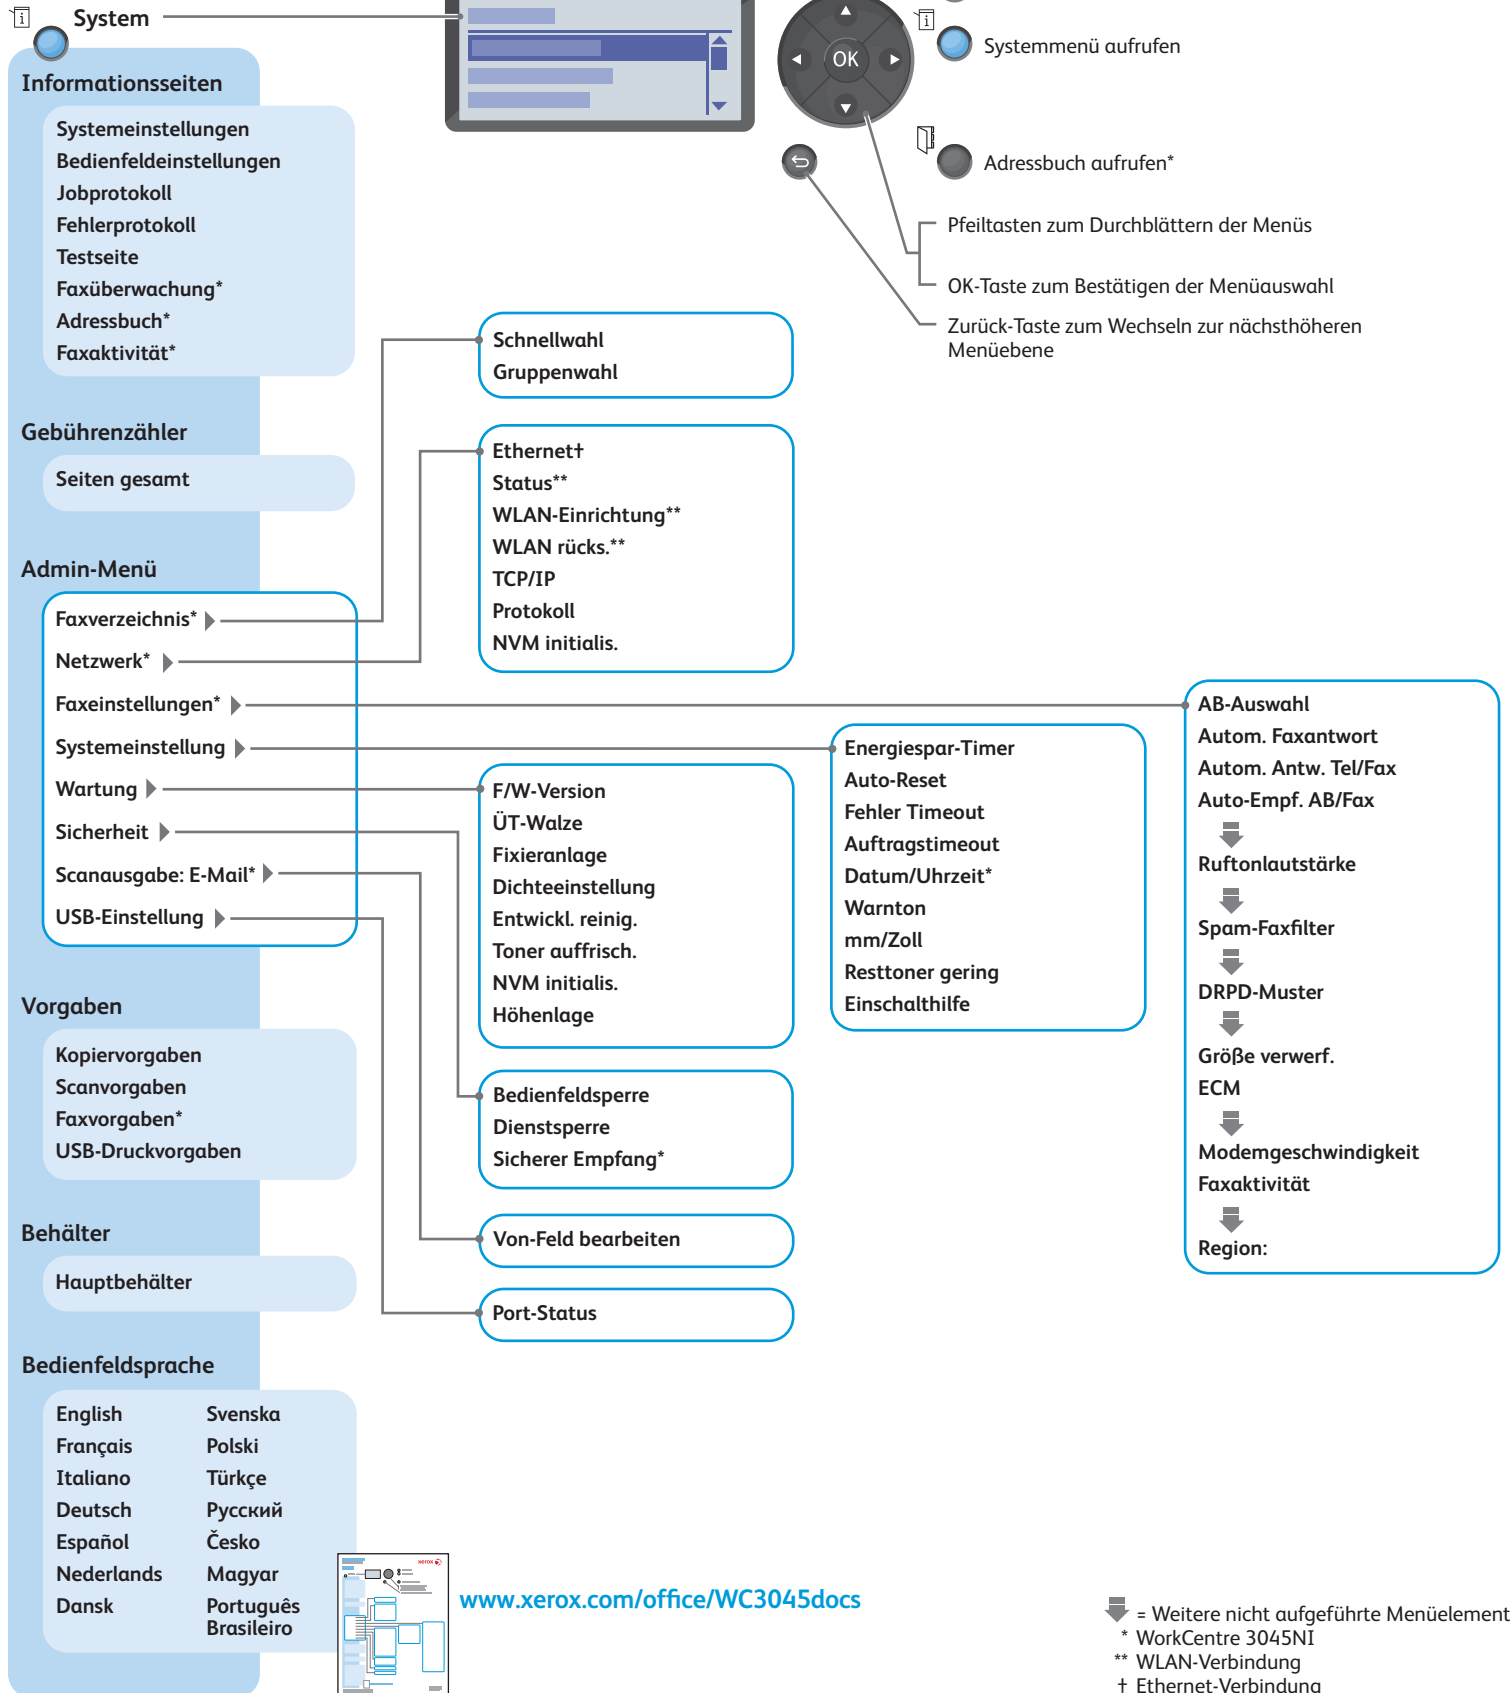 System
Informationsseiten
Systemeinstellungen
Bedienfeldeinstellungen
Jobprotokoll
Fehlerprotokoll
Testseite
Faxüberwachung*
Adressbuch*
Faxaktivität*
Gebührenzähler
Seiten gesamt
Admin-Menü
Faxverzeichnis*
Netzwerk*
Faxeinstellungen*
Systemeinstellung
Wartung
Sicherheit
Scanausgabe: E-Mail*
USB-Einstellung
Vorgaben
Kopiervorgaben
Scanvorgaben
Faxvorgaben*
USB-Druckvorgaben
Behälter
Hauptbehälter
Bedienfeldsprache
English
Français
Italiano
Deutsch
Español
Nederlands
Dansk
Svenska
Polski
Türkçe
Русский
Česko
Magyar
Português
Brasileiro
OK
Systemmenü aufrufen
Adressbuch aufrufen*
Pfeiltasten zum Durchblättern der Menüs
OK-Taste zum Bestätigen der Menüauswahl
Zurück-Taste zum Wechseln zur nächsthöheren
Menüebene
Schnellwahl
Gruppenwahl
Ethernet†
Status**
WLAN-Einrichtung**
WLAN rücks.**
TCP/IP
Protokoll
NVM initialis.
F/W-Version
ÜT-Walze
Fixieranlage
Dichteeinstellung
Entwickl. reinig.
Toner auffrisch.
NVM initialis.
Höhenlage
Bedienfeldsperre
Dienstsperre
Sicherer Empfang*
Von-Feld bearbeiten
Port-Status
Energiespar-Timer
Auto-Reset
Fehler Timeout
Auftragstimeout
Datum/Uhrzeit*
Warnton
mm/Zoll
Resttoner gering
Einschalthilfe
AB-Auswahl
Autom. Faxantwort
Autom. Antw. Tel/Fax
Auto-Empf. AB/Fax
Ruftonlautstärke
Spam-Faxfilter
DRPD-Muster
Größe verwerf.
ECM
Modemgeschwindigkeit
Faxaktivität
Region:
xerox
www.xerox.com/office/WC3045docs
= Weitere nicht aufgeführte Menüelement
* WorkCentre 3045NI
** WLAN-Verbindung
† Ethernet-Verbindung